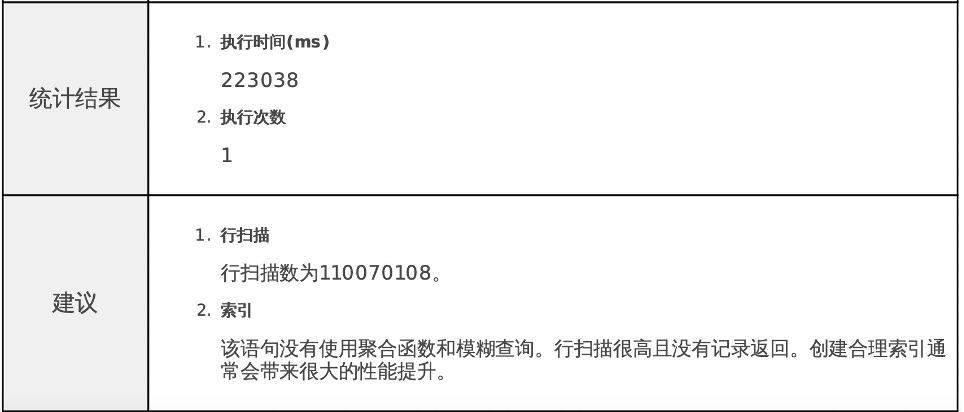 统计结果
1. 执行时间(ms)
223038
2. 执行次数
1
建议
1. 行扫描
行扫描数为110070108。
2. 索引
该语句没有使用聚合函数和模糊查询。行扫描很高且没有记录返回。创建合理索引通
常会带来很大的性能提升。